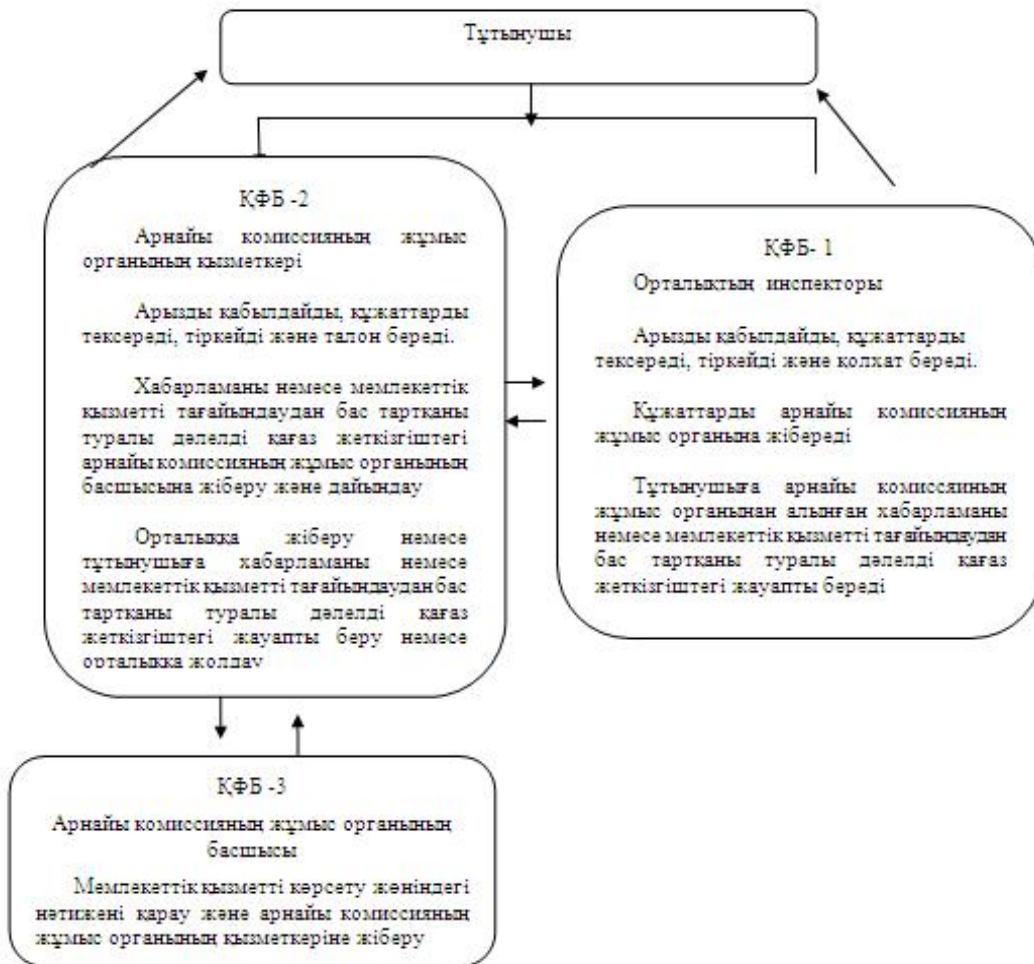 Тұтынушы
ҚФБ -2
Арнайы комиссияның жұмыс
органының қызметкері
Арызды қабылдайды, құжаттарды
тексереді, тіркейді және талон береді.
Хабарламаны немесе мемлекеттік
қызметті тағайындаудан бас тартқаны
туралы дәлелді қағаз жеткізгіштегі
арнайы комиссияның жұмыс органының
басшысына жіберу және дайындау
Орталыққа жіберу немесе
тұтынушыға хабарламаны немесе
мемлекеттік қызметті тағайындаудан бас
тартқаны туралы дәлелді қағаз
жеткізгіштегі жауапты беру немесе
орталыққа жолдау
ҚФБ- 1
Орталықтың инспекторы
Арызды қабылдайды, құжаттарды
тексереді, тіркейді және қолхат береді.
Құжаттарды арнайы комиссияның
жұмыс органына жібереді
Тұтынушыға арнайы комиссяиның
жұмыс органынан алынған хабарламаны
немесе мемлекеттік қызметті тағайындаудан
бас тартқаны туралы дәлелді қағаз
жеткізгіштегі жауапты береді
ҚФБ -3
Арнайы комиссияның жұмыс органының
басшысы
Мемлекеттік қызметті көрсету жөніндегі
нәтижені қарау және арнайы комиссияның
жұмыс органының қызметкеріне жіберу